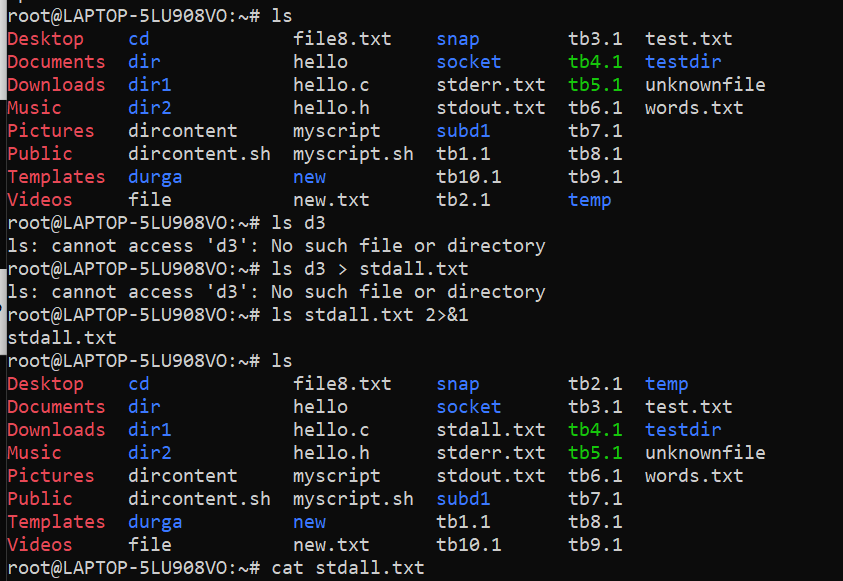 root@LAPTOP-5LU908VO:~# ls
Desktop cd file8.txt snap tb3.1 test.txt
Documents dir hello socket tb4.1 testdir
Downloads dir1 hello.c stderr.txt tb5.1 unknownfile
Music dir2 hello.h stdout.txt tb6.1 words.txt
Pictures dircontent myscript subd1 tb7.1
Public dircontent.sh myscript.sh tb1.1 tb8.1
Templates durga new tb10.1 tb9.1
Videos file new.txt tb2.1 temp
root@LAPTOP-5LU908VO:~# ls d3
ls: cannot access 'd3': No such file or directory
root@LAPTOP-5LU908VO:~# ls d3 > stdall.txt
ls: cannot access 'd3': No such file or directory
root@LAPTOP-5LU908VO:~# ls stdall.txt 2>&1
stdall.txt
root@LAPTOP-5LU908VO:~# ls
Desktop cd file8.txt snap tb2.1 temp
Documents dir hello socket tb3.1 test.txt
Downloads dir1 hello.c stdall.txt tb4.1 testdir
Music dir2 hello.h stderr.txt tb5.1 unknownfile
Pictures dircontent myscript stdout.txt tb6.1 words.txt
Public dircontent.sh myscript.sh subd1 tb7.1
Templates durga new tb1.1 tb8.1
Videos file new.txt tb10.1 tb9.1
root@LAPTOP-5LU908VO:~# cat stdall.txt